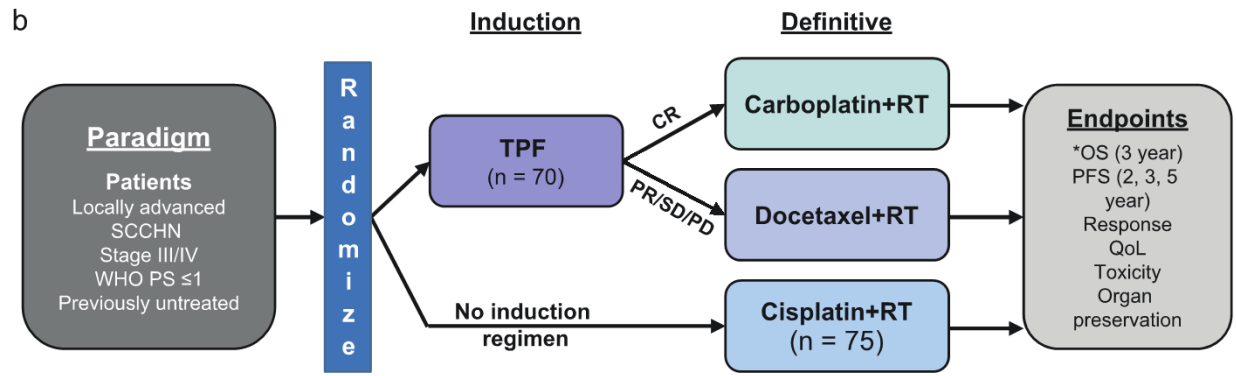 b
Induction
Definitive
Paradigm
Patients
Locally advanced
SCCHN
Stage III/IV
WHO PS ≤1
Previously untreated
Randomize
TPF
(n = 70)
CR
PR/SD/PD
No induction
regimen
Carboplatin+RT
Docetaxel+RT
Cisplatin+RT
(n = 75)
Endpoints
*OS (3 year)
PFS (2, 3, 5
year)
Response
QoL
Toxicity
Organ
preservation